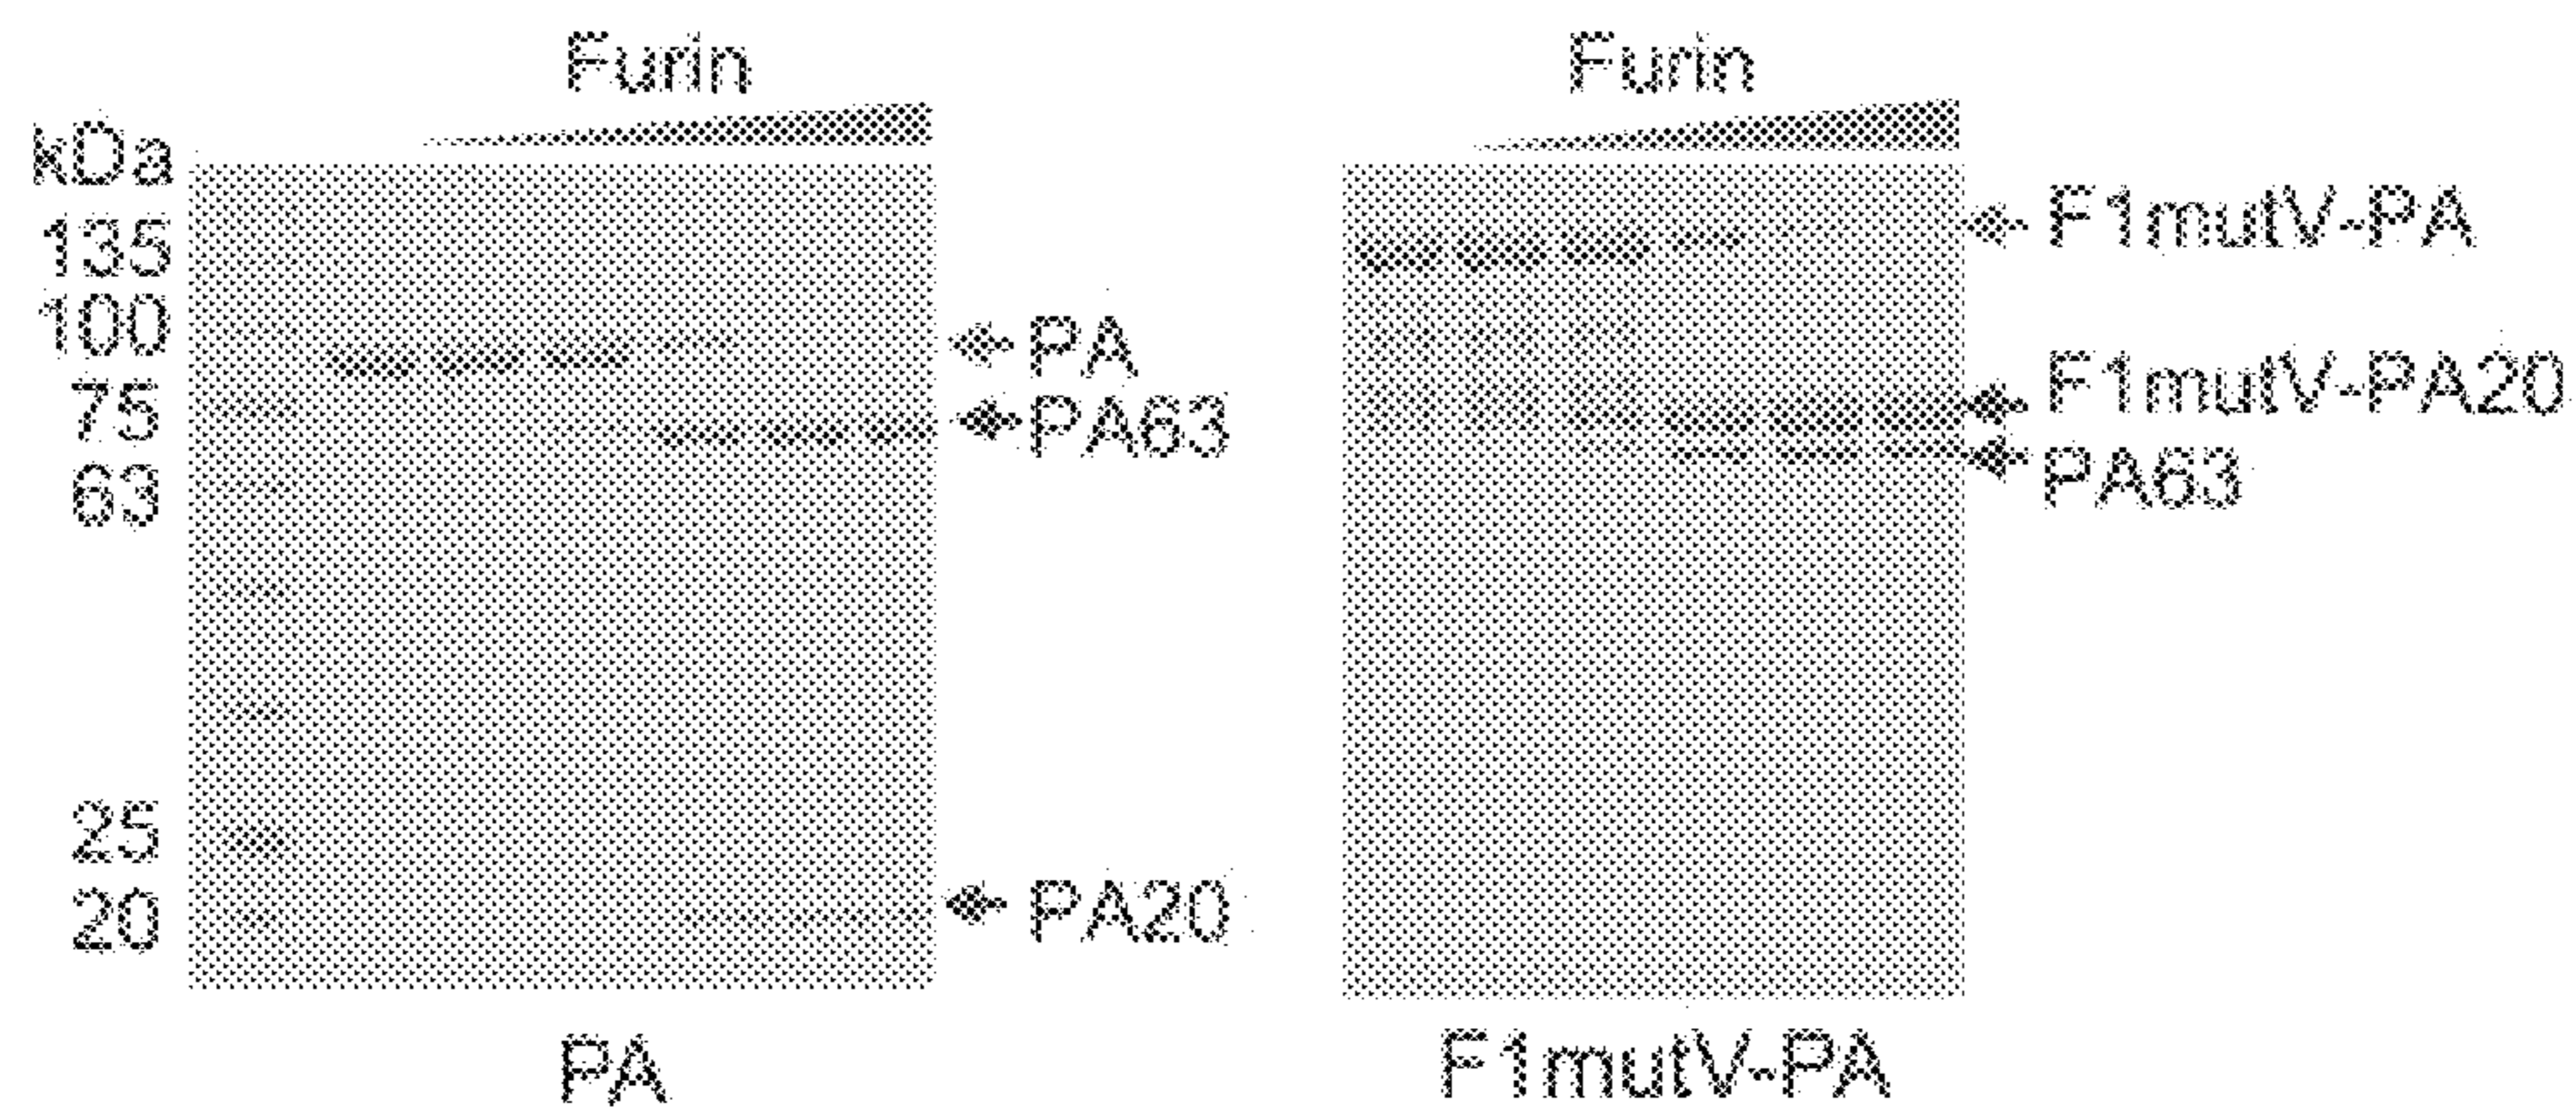 Furin
kDa
135
100
75
63
25
20
PA
PA63
PA20
PA
Furin
F1mutV-PA
F1mutV-PA20
PA63
F1mutV-PA